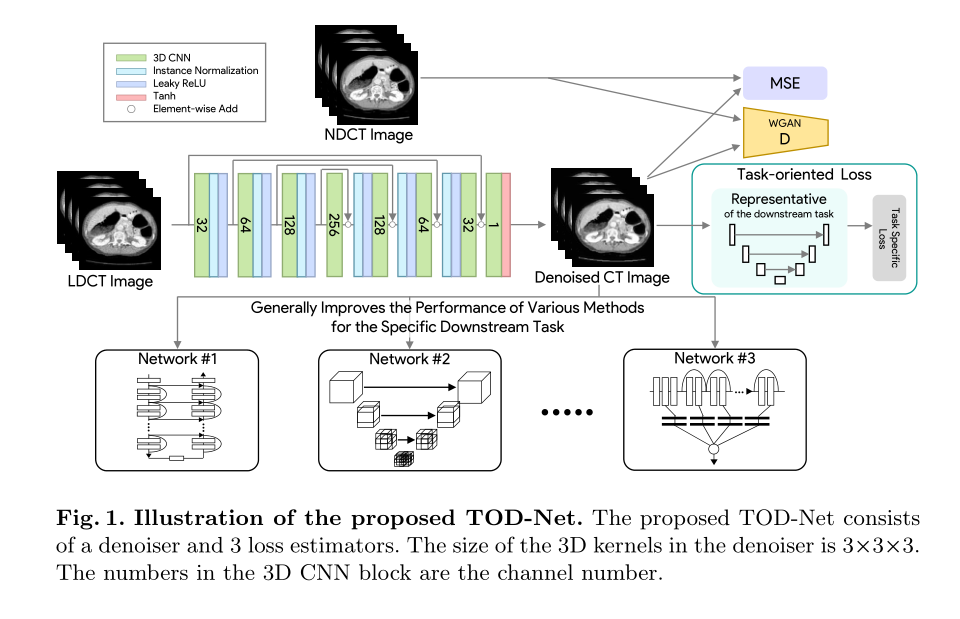 3D CNN
Instance Normalization
Leaky ReLU
Tanh
Element-wise Add
NDCT Image
MSE
WGAN
D
LDCT Image
32
64
128
256
128
64
32
1
Denoised CT Image
Task-oriented Loss
Representative
of the downstream task
Task Specific
Loss
Generally Improves the Performance of Various Methods
for the Specific Downstream Task
Network #1
Network #2
Network #3
Fig. 1. Illustration of the proposed TOD-Net. The proposed TOD-Net consists
of a denoiser and 3 loss estimators. The size of the 3D kernels in the denoiser is 3×3×3.
The numbers in the 3D CNN block are the channel number.